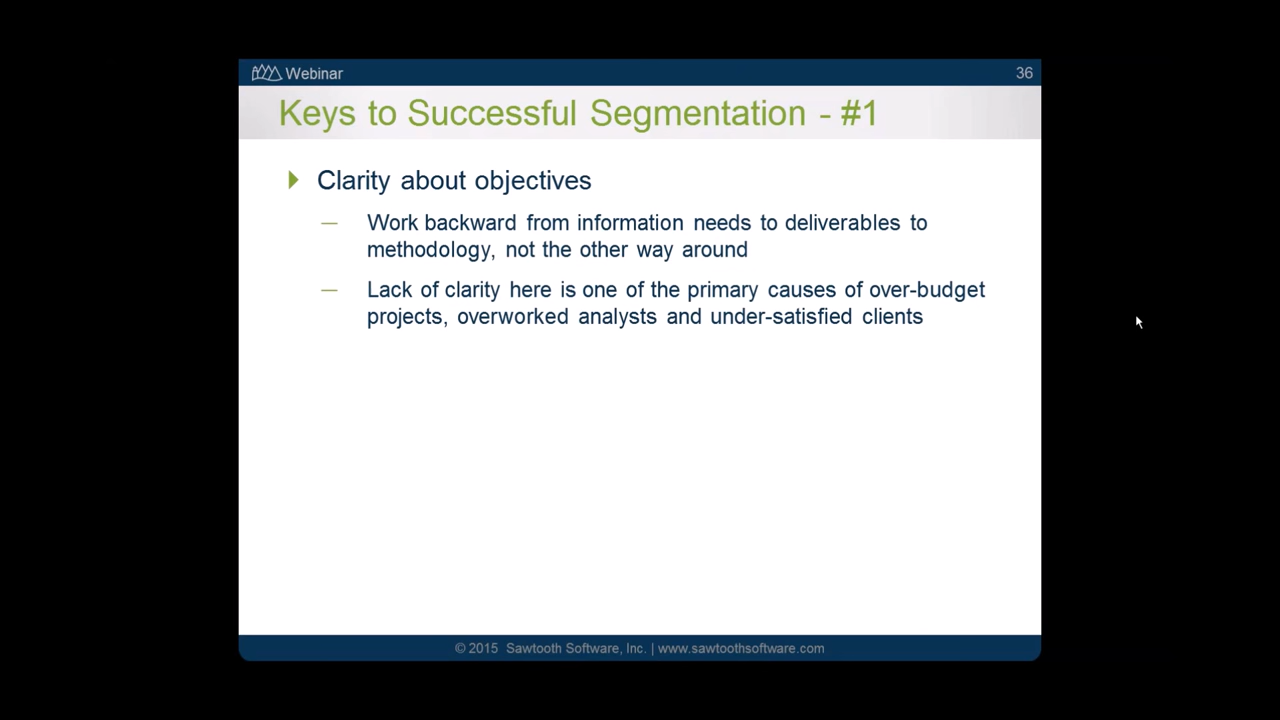 Webinar
36
Keys to Successful Segmentation - #1
Clarity about objectives
— Work backward from information needs to deliverables to
methodology, not the other way around
— Lack of clarity here is one of the primary causes of over-budget
projects, overworked analysts and under-satisfied clients
© 2015 Sawtooth Software, Inc. | www.sawtoothsoftware.com